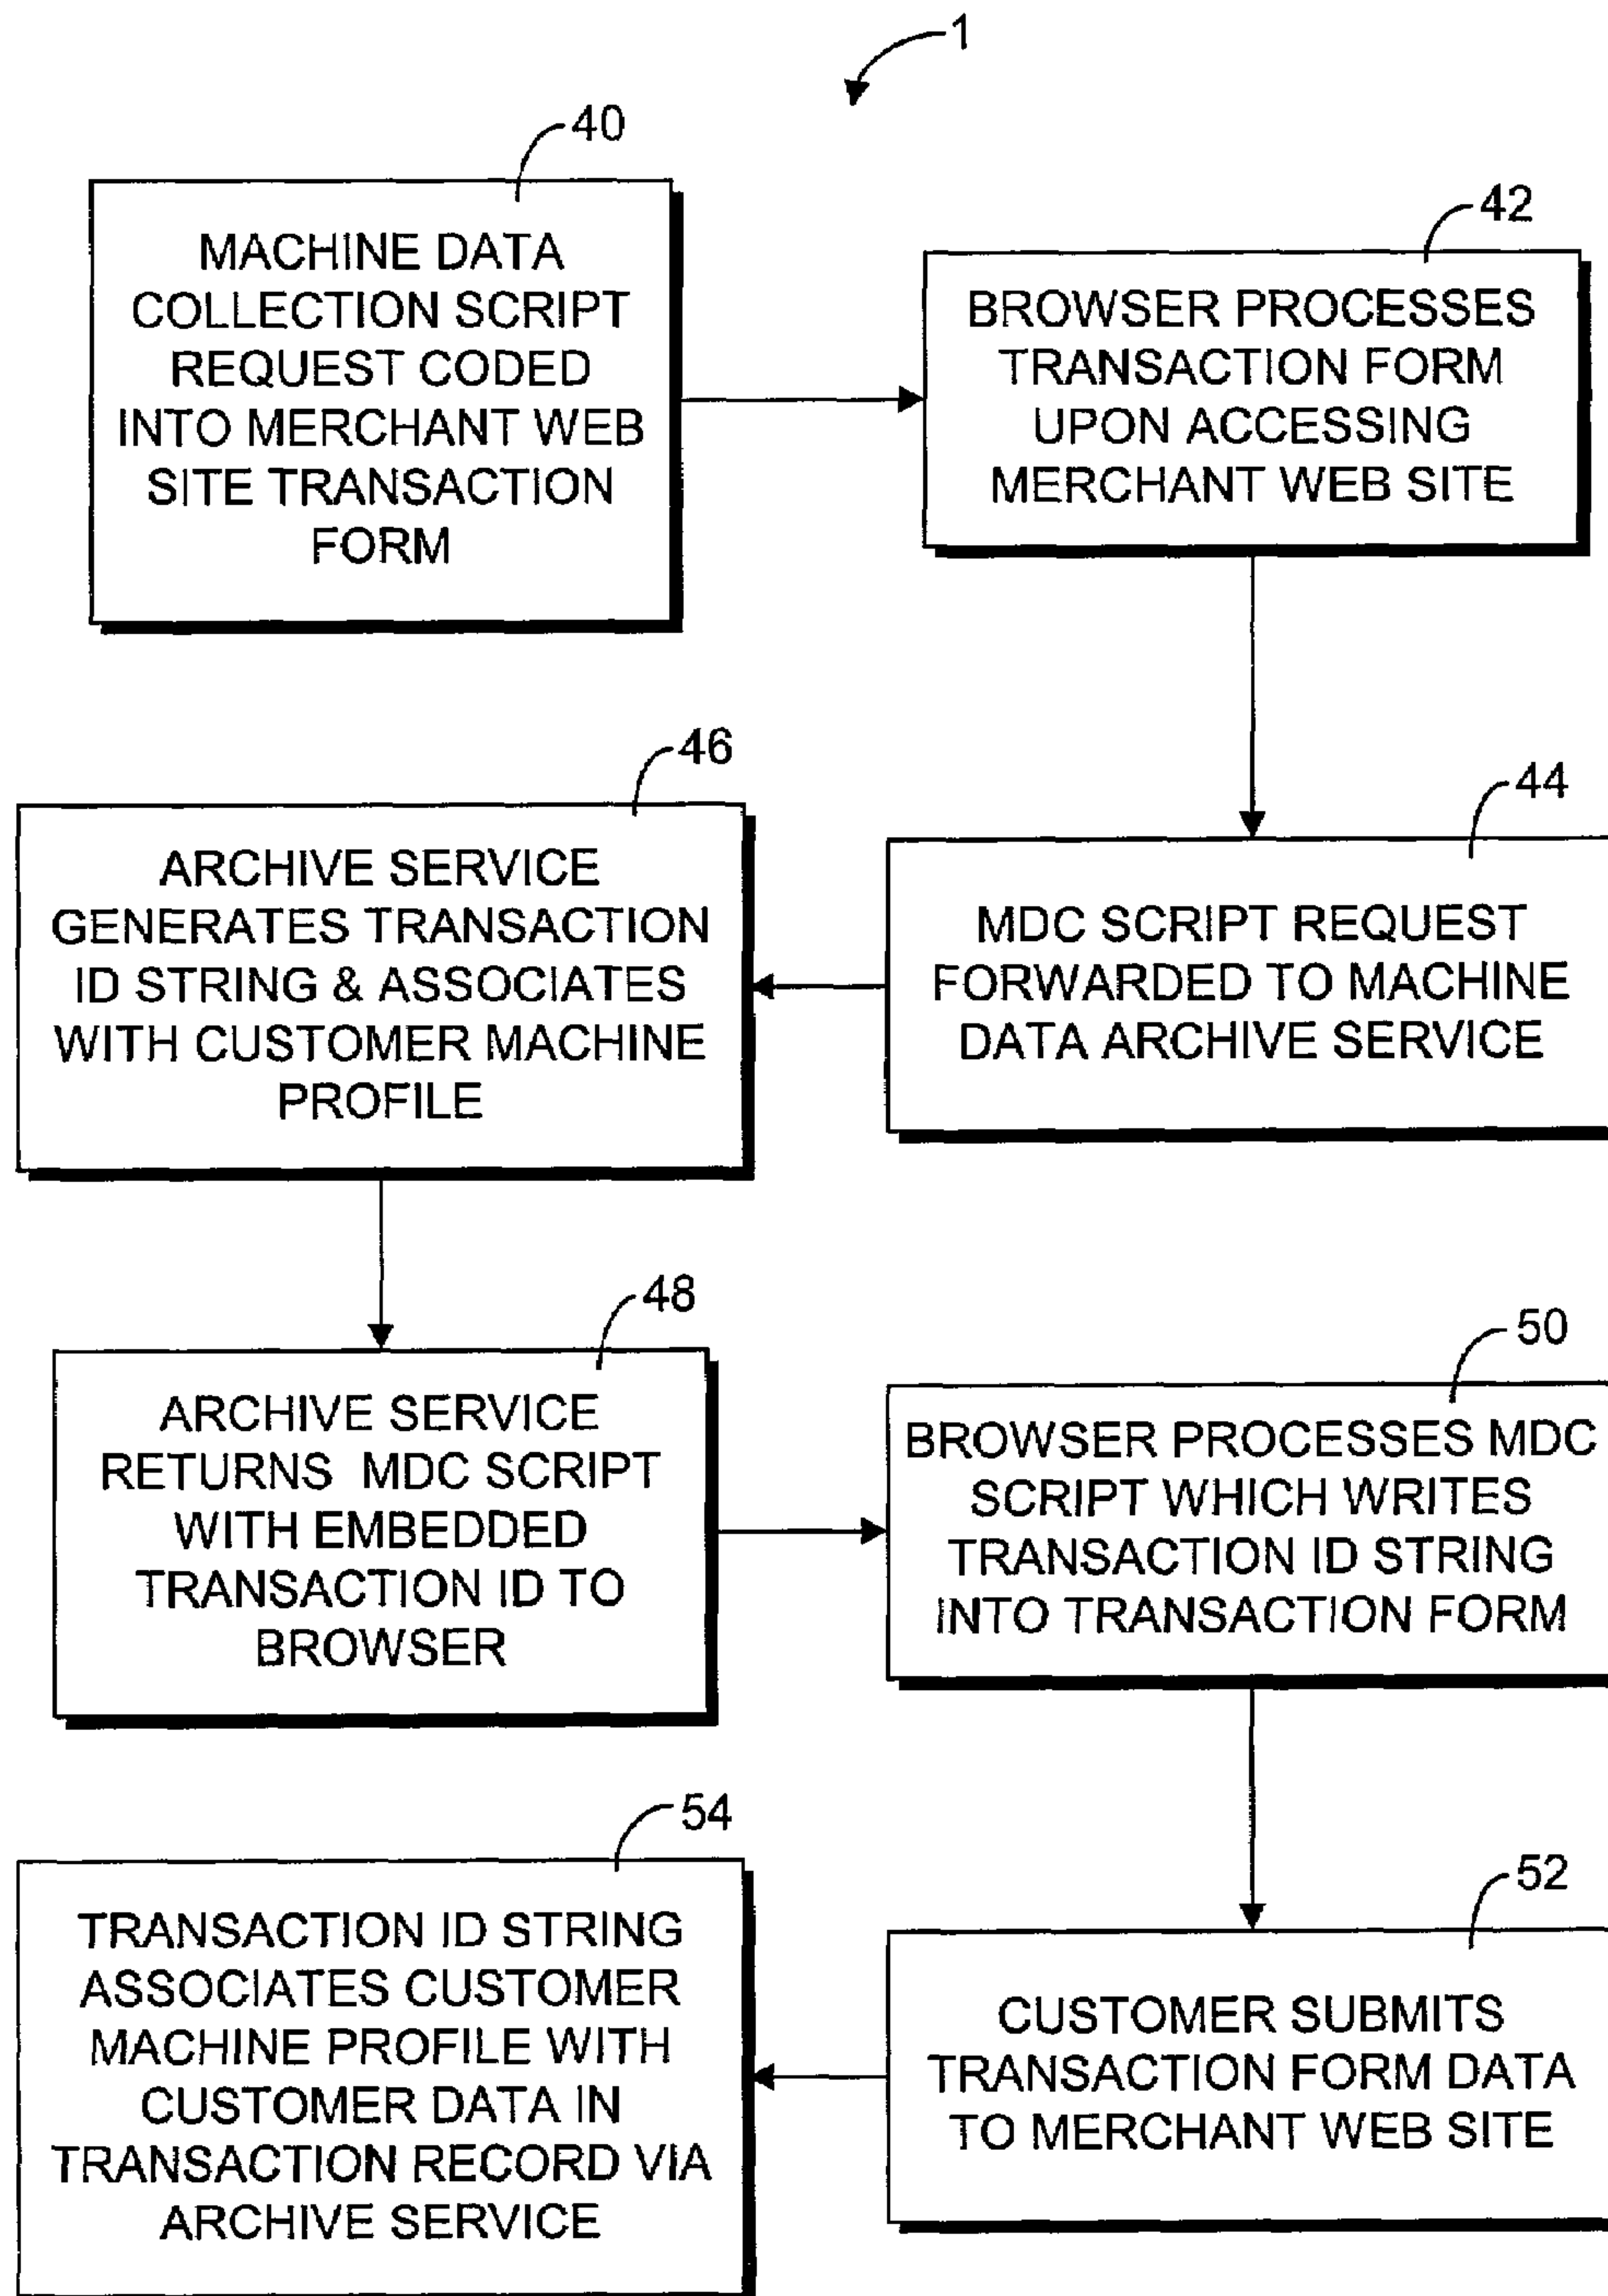 1
40
MACHINE DATA
COLLECTION SCRIPT
REQUEST CODED
INTO MERCHANT WEB
SITE TRANSACTION
FORM
42
BROWSER PROCESSES
TRANSACTION FORM
UPON ACCESSING
MERCHANT WEB SITE
44
MDC SCRIPT REQUEST
FORWARDED TO MACHINE
DATA ARCHIVE SERVICE
46
ARCHIVE SERVICE
GENERATES TRANSACTION
ID STRING & ASSOCIATES
WITH CUSTOMER MACHINE
PROFILE
48
ARCHIVE SERVICE
RETURNS MDC SCRIPT
WITH EMBEDDED
TRANSACTION ID TO
BROWSER
50
BROWSER PROCESSES MDC
SCRIPT WHICH WRITES
TRANSACTION ID STRING
INTO TRANSACTION FORM
52
CUSTOMER SUBMITS
TRANSACTION FORM DATA
TO MERCHANT WEB SITE
54
TRANSACTION ID STRING
ASSOCIATES CUSTOMER
MACHINE PROFILE WITH
CUSTOMER DATA IN
TRANSACTION RECORD VIA
ARCHIVE SERVICE